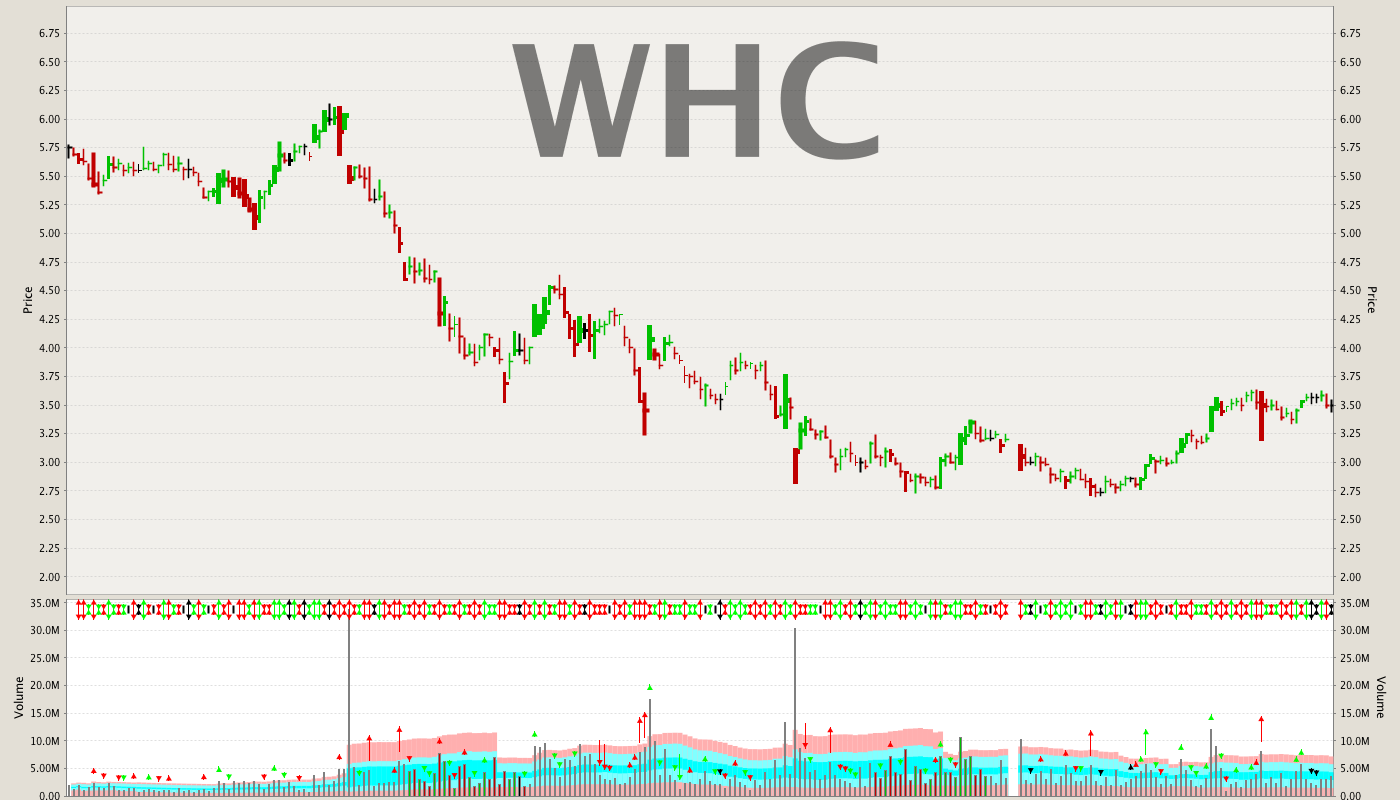 WHC
6.75 6.75
6.50 6.50
6.25 6.25
6.00 6.00
5.75 5.75
5.50 5.50
5.25 5.25
5.00 5.00
4.75 4.75
4.50 4.50
Price Price
4.25 4.25
4.00 4.00
3.75 3.75
3.50 3.50
3.25 3.25
3.00 3.00
2.75 2.75
2.50 2.50
2.25 2.25
2.00 2.00
35.0M 35.0M
30.0M 30.0M
25.0M 25.0M
20.0M 20.0M
Volume Volume
15.0M 15.0M
10.0M 10.0M
5.00M 5.00M
0.00 0.00